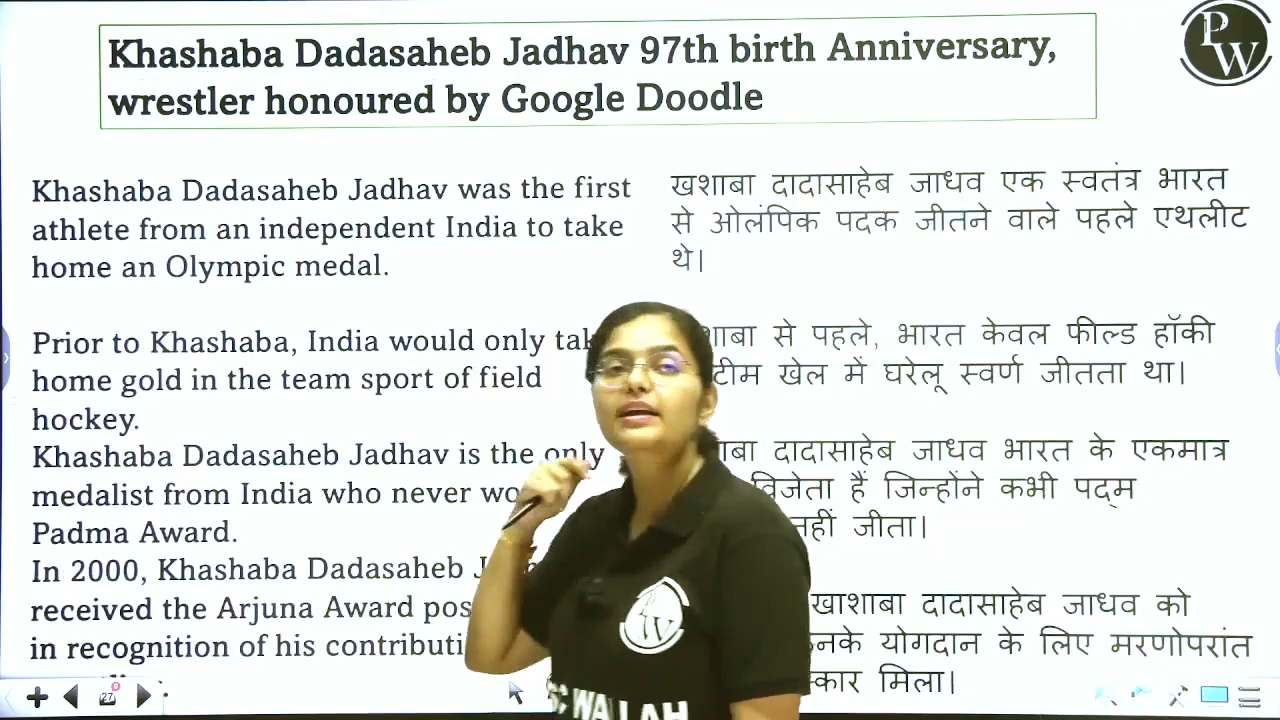 Khashaba Dadasaheb Jadhav 97th birth Anniversary,
wrestler honoured by Google Doodle
PW
Khashaba Dadasaheb Jadhav was the first
athlete from an independent India to take
home an Olympic medal.
Prior to Khashaba, India would only
home gold in the team sport of field
hockey.
Khashaba Dadasaheb Jadhav is the only
medalist from India who never
Padma Award.
In 2000, Khashaba Dadasaheb
received the Arjuna Award
in recognition of his
खशाबा दादासाहेब जाधव एक स्वतंत्र भारत
से ओलंपिक पदक जीतने वाले पहले एथलीट
थे।
से पहले, भारत केवल फील्ड हॉकी
टीम खेल में घरेलू स्वर्ण जीतता था।
दादासाहेब जाधव भारत के एकमात्र
विजेता हैं जिन्होंने कभी पद्म
नहीं जीता।
खाशाबा दादासाहेब जाधव को
योगदान के लिए मरणोपरांत
मिला।
PW
WALLAH
27